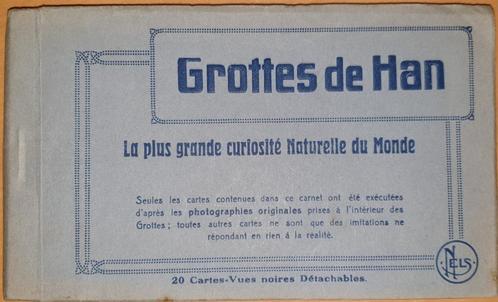 Grottes de Han
La plus grande curiosité Naturelle du Monde
Seules les cartes contenues dans ce carnet ont été exécutées
d'après les photographies originales prises à l'intérieur des
Grottes ; toutes autres cartes ne sont que des imitations ne
répondant en rien à la réalité.
NELS
20 Cartes-Vues noires Détachables.